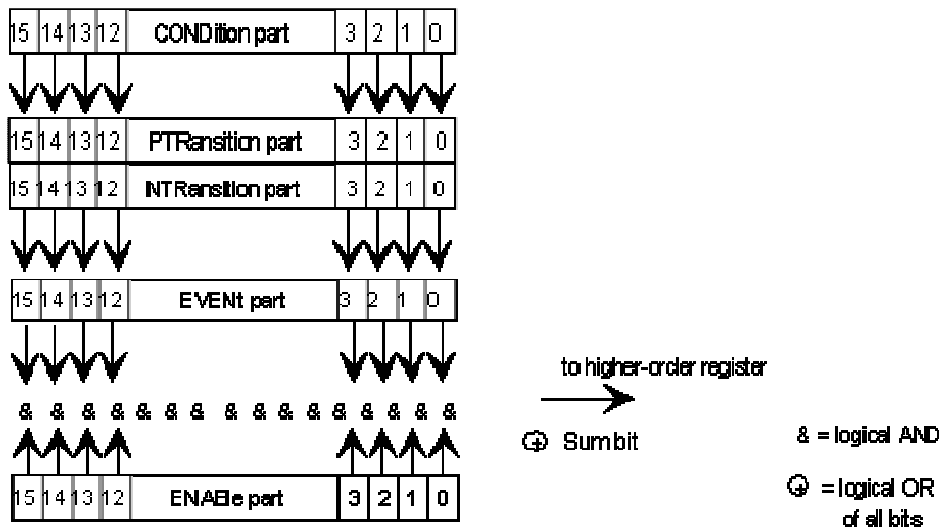 15 14 13 12 CONDition part 3 2 1 0
15 14 13 12 PTRansition part 3 2 1 0
15 14 13 12 NTRansition part 3 2 1 0
15 14 13 12 EVENt part 3 2 1 0
to higher-order register
& & & & & & & & & & & & & & & &
Sumbit
& = logical AND
15 14 13 12 ENABle part 3 2 1 0
= logical OR
of all bits